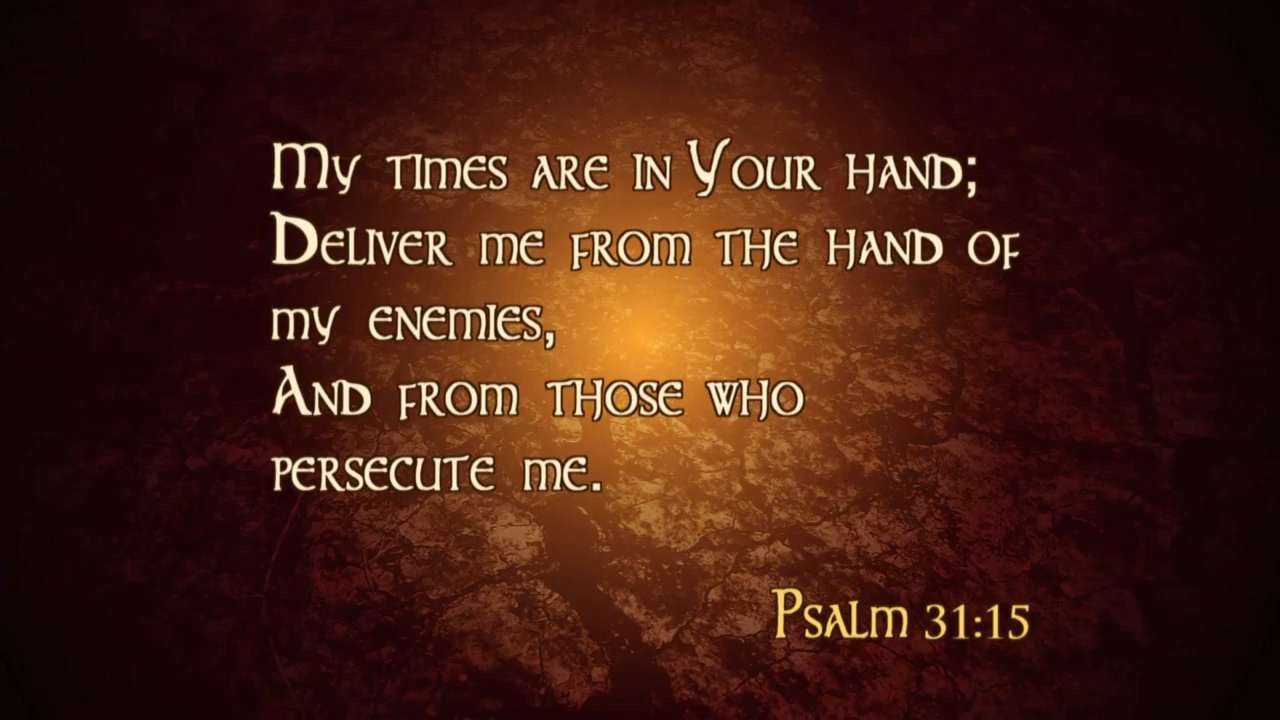 My times are in Your hand;
Deliver me from the hand of
my enemies,
And from those who
persecute me.
Psalm 31:15